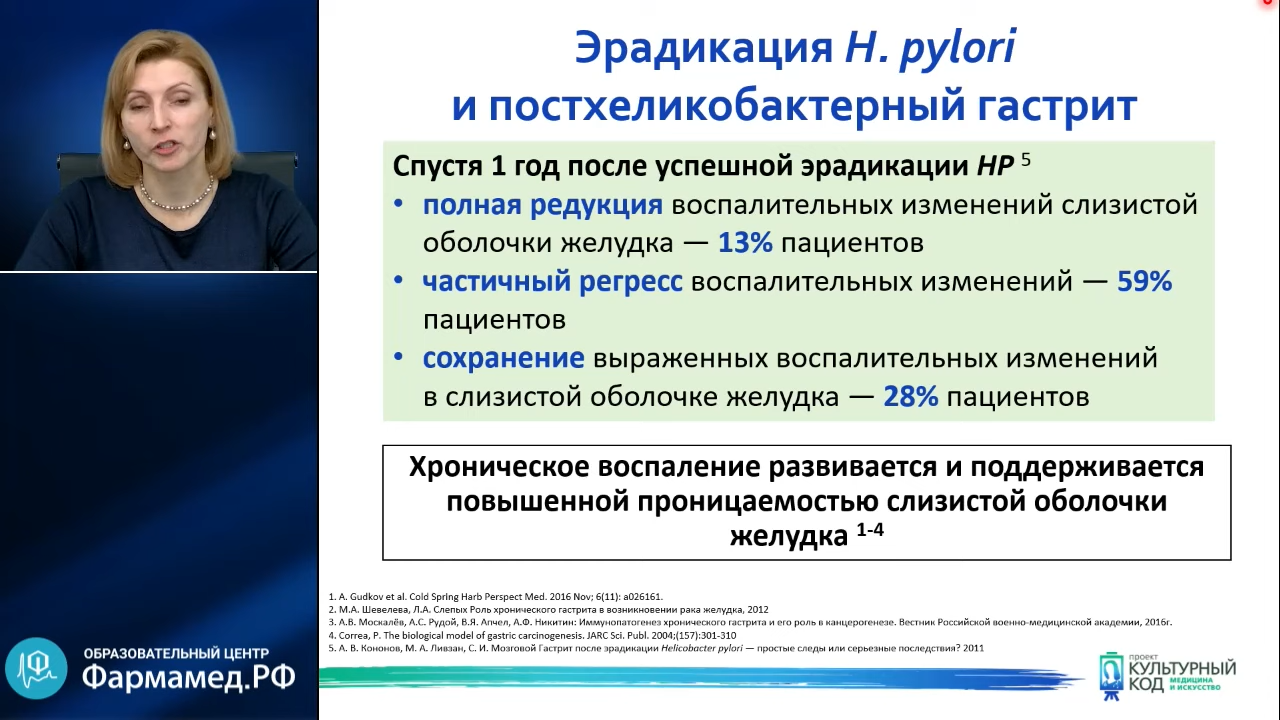 Эрадикация H. pylori
и постхеликобактерный гастрит
Спустя 1 год после успешной эрадикации HP 5
• полная редукция воспалительных изменений слизистой
оболочки желудка — 13% пациентов
• частичный регресс воспалительных изменений — 59%
пациентов
• сохранение выраженных воспалительных изменений
в слизистой оболочке желудка — 28% пациентов
Хроническое воспаление развивается и поддерживается
повышенной проницаемостью слизистой оболочки
желудка 1-4
1. A. Gudkov et al. Cold Spring Harb Perspect Med. 2016 Nov; 6(11): a026161.
2. М.А. Шевелева, Л.А. Слепых Роль хронического гастрита в возникновении рака желудка, 2012
3. А.В. Москалёв, А.С. Рудой, В.Я. Апчел, А.Ф. Никитин: Иммунопатогенез хронического гастрита и его роль в канцерогенезе. Вестник Российской военно-медицинской академии, 2016г.
4. Correa, P. The biological model of gastric carcinogenesis. JARC Sci. Publ. 2004;(157):301-310
5. А. В. Кононов, М. А. Ливзан, С. И. Мозговой Гастрит после эрадикации Helicobacter pylori — простые следы или серьезные последствия? 2011
ОБРАЗОВАТЕЛЬНЫЙ ЦЕНТР
Фармамед.РФ
проект
КУЛЬТУРНЫЙ
КОД МЕДИЦИНА
И ИСКУССТВО